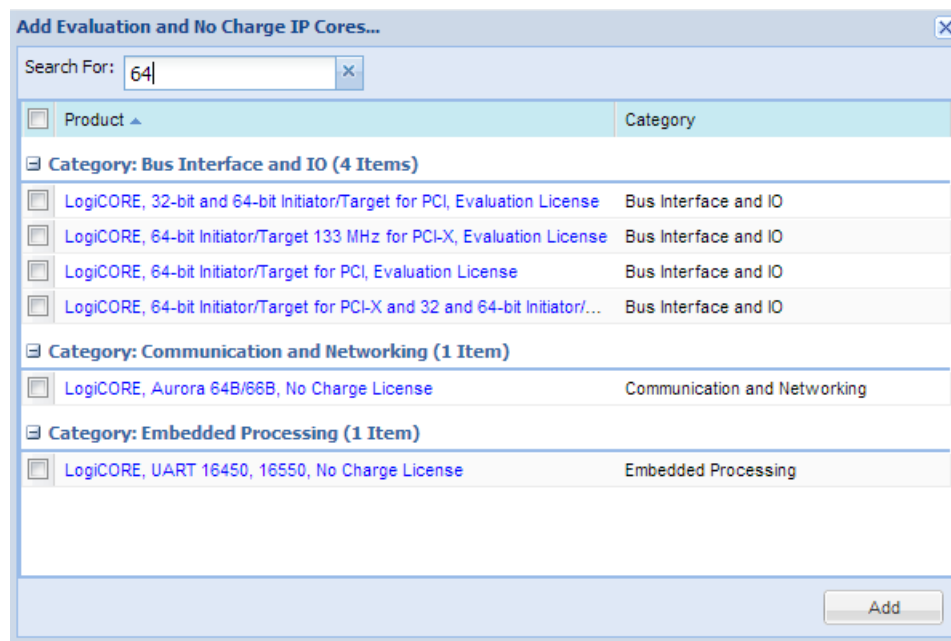 Add Evaluation and No Charge IP Cores...
Search For: 64
Product Category
Category: Bus Interface and IO (4 Items)
LogiCORE, 32-bit and 64-bit Initiator/Target for PCI, Evaluation License Bus Interface and IO
LogiCORE, 64-bit Initiator/Target 133 MHz for PCI-X, Evaluation License Bus Interface and IO
LogiCORE, 64-bit Initiator/Target for PCI, Evaluation License Bus Interface and IO
LogiCORE, 64-bit Initiator/Target for PCI-X and 32 and 64-bit Initiator/... Bus Interface and IO
Category: Communication and Networking (1 Item)
LogiCORE, Aurora 64B/66B, No Charge License Communication and Networking
Category: Embedded Processing (1 Item)
LogiCORE, UART 16450, 16550, No Charge License Embedded Processing
Add